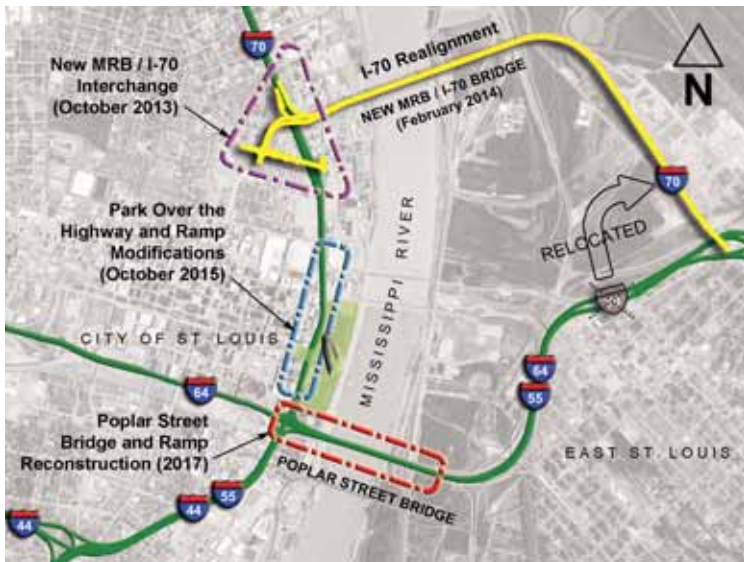 70
New MRB / I-70
Interchange
(October 2013)
I-70 Realignment
NEW MRB / I-70 BRIDGE
(February 2014)
N
70
RELOCATED
Park Over the
Highway and Ramp
Modifications
(October 2015)
MISSISSIPPI RIVER
CITY OF ST LOUIS
64
64
55
Poplar Street
Bridge and Ramp
Reconstruction (2017)
POPLAR STREET BRIDGE
EAST ST. LOUIS
55
44
44